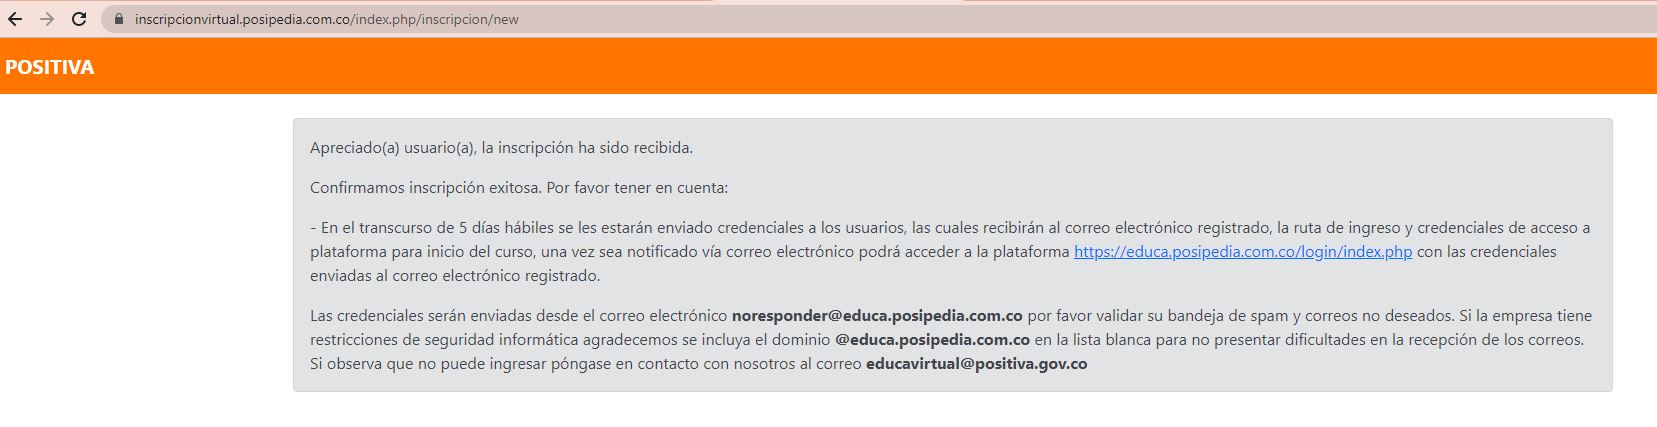 inscripcionvirtual.posipedia.com.co/index.php/inscripcion/new
POSITIVA
Apreciado(a) usuario(a), la inscripción ha sido recibida.
Confirmamos inscripción exitosa. Por favor tener en cuenta:
- En el transcurso de 5 días hábiles se les estarán enviado credenciales a los usuarios, las cuales recibirán al correo electrónico registrado, la ruta de ingreso y credenciales de acceso a
plataforma para inicio del curso, una vez sea notificado vía correo electrónico podrá acceder a la plataforma https://educa.posipedia.com.co/login/index.php con las credenciales
enviadas al correo electrónico registrado.
Las credenciales serán enviadas desde el correo electrónico noresponder@educa.posipedia.com.co por favor validar su bandeja de spam y correos no deseados. Si la empresa tiene
restricciones de seguridad informática agradecemos se incluya el dominio @educa.posipedia.com.co en la lista blanca para no presentar dificultades en la recepción de los correos.
Si observa que no puede ingresar póngase en contacto con nosotros al correo educavirtual@positiva.gov.co